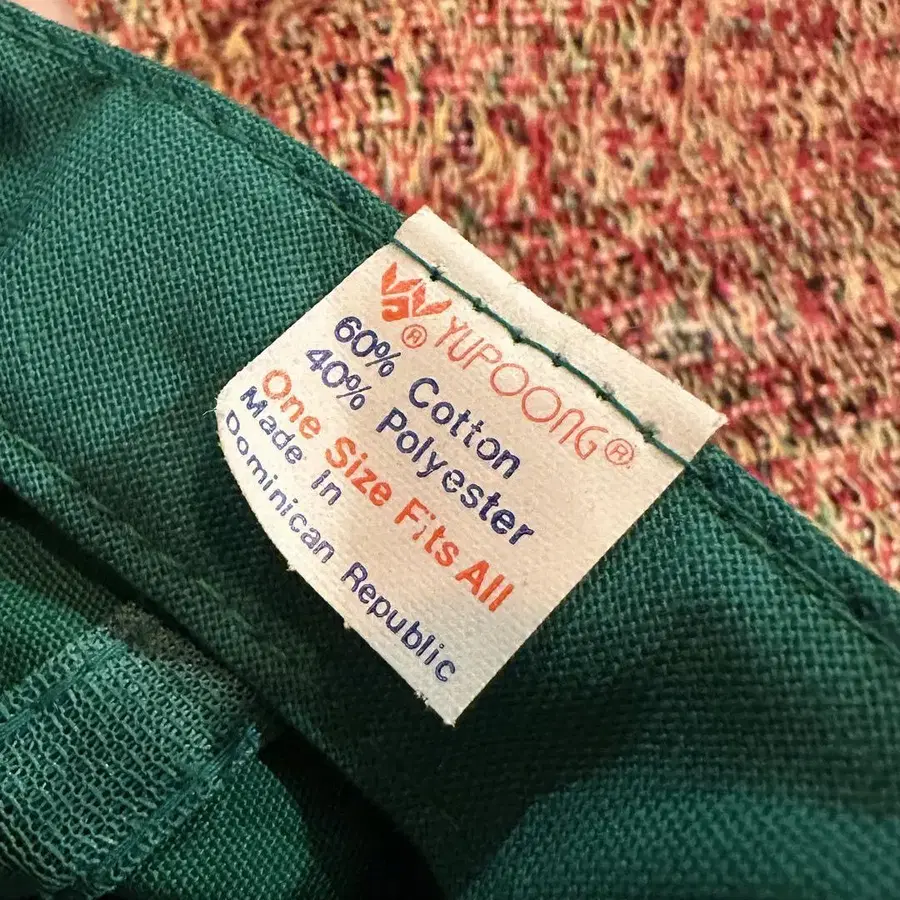 YUPOONG®
®
60% Cotton
40% Polyester
One Size Fits All
Made In
Dominican Republic